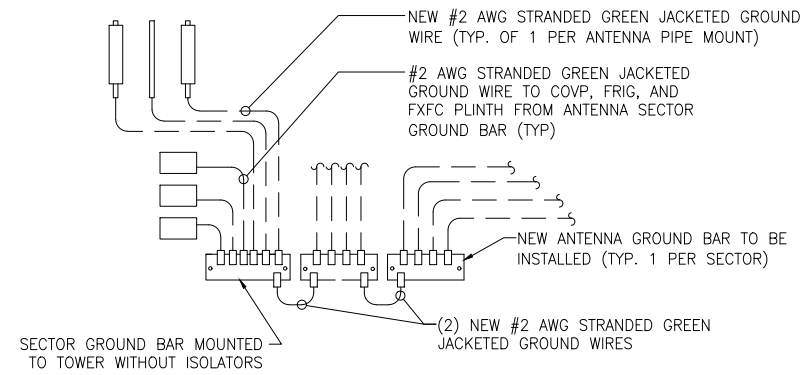 NEW #2 AWG STRANDED GREEN JACKETED GROUND
WIRE (TYP. OF 1 PER ANTENNA PIPE MOUNT)
#2 AWG STRANDED GREEN JACKETED
GROUND WIRE TO COVP, FRIG, AND
FXFC PLINTH FROM ANTENNA SECTOR
GROUND BAR (TYP)
NEW ANTENNA GROUND BAR TO BE
INSTALLED (TYP. 1 PER SECTOR)
(2) NEW #2 AWG STRANDED GREEN
JACKETED GROUND WIRES
SECTOR GROUND BAR MOUNTED
TO TOWER WITHOUT ISOLATORS